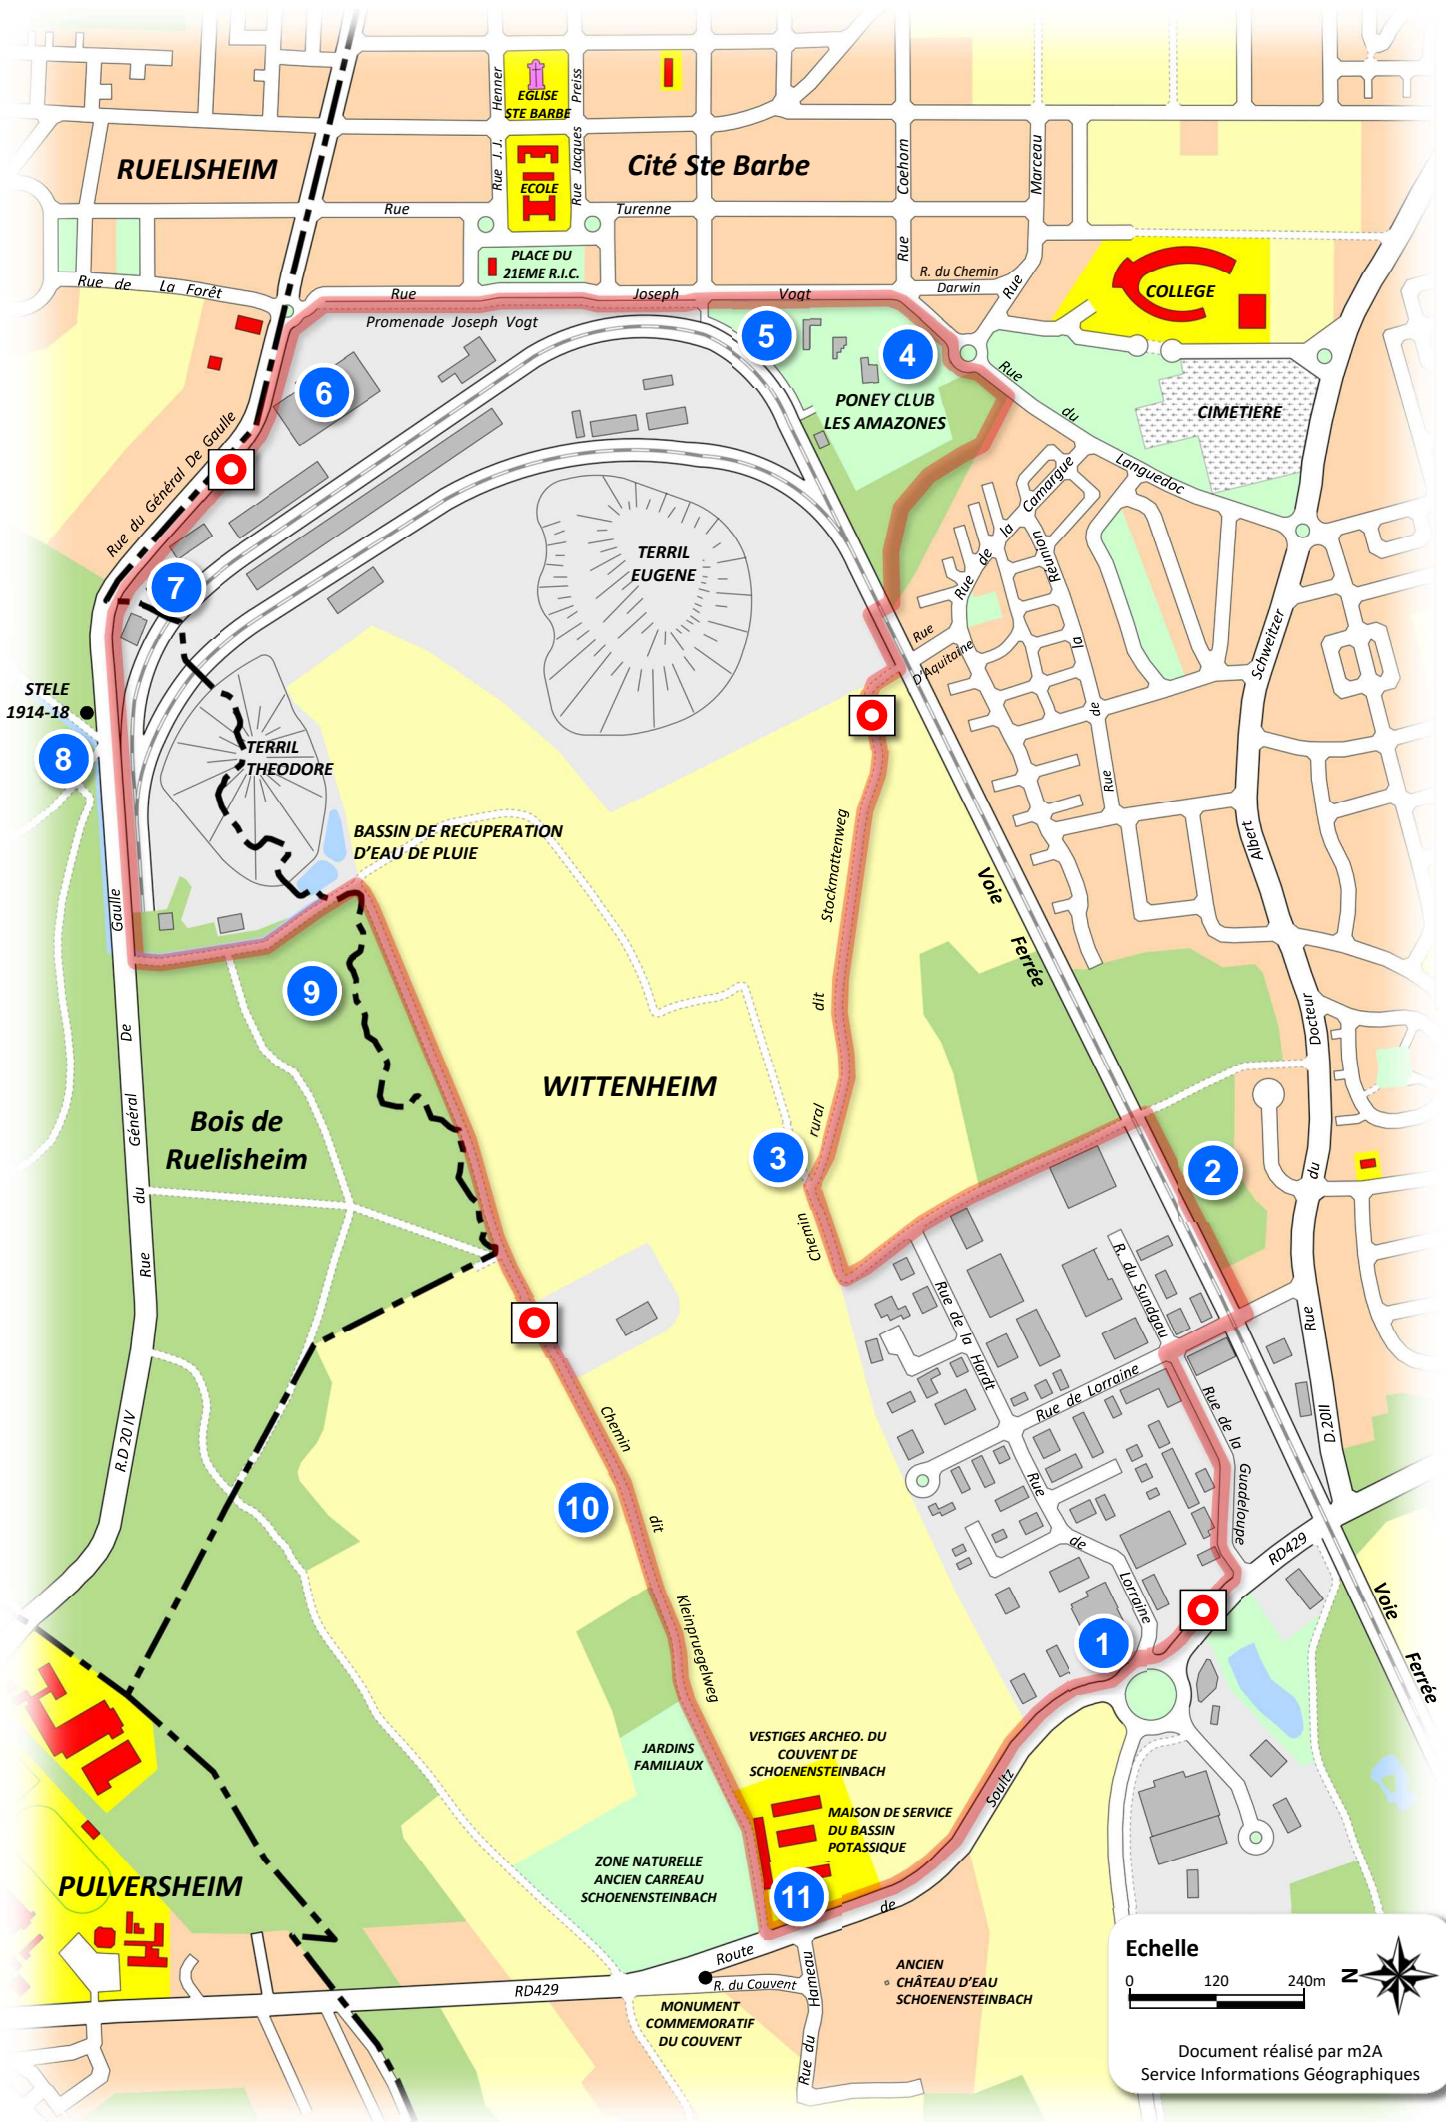 Henner
Preiss
EGLISE
STE BARBE
RUELISHEIM
Cité Ste Barbe
Rue J.J.
Rue Jacques
ECOLE
Coehorn
Marceau
Rue
Turenne
Rue
PLACE DU
21EME R.I.C.
R. du Chemin
Darwin
Rue
COLLEGE
Rue de La Forêt
Rue
Joseph
Vogt
Promenade Joseph Vogt
5
4
6
PONEY CLUB
LES AMAZONES
Rue
du
Languedoc
CIMETIERE
Rue du Général De Gaulle
Rue de la Camargue
TERRIL
EUGENE
Réunion
la
de
Rue
7
Rue
D'Aquitaine
Schweitzer
STELE
1914-18
8
TERRIL
THEODORE
BASSIN DE RECUPERATION
D'EAU DE PLUIE
Stockmattenweg
dit
rural
Chemin
Voie
Ferrée
Albert
Docteur
du
Rue
D.20II
Gaulle
De
Général
du
Rue
R.D 20 IV
9
WITTENHEIM
Bois de
Ruelisheim
3
2
R. du Sundgau
Rue de la Hardt
Rue de Lorraine
Rue de la
Guadeloupe
Rue
de
Lorraine
RD429
Chemin
dit
Kleinpruegelweg
10
1
Voie
Ferrée
JARDINS
FAMILIAUX
VESTIGES ARCHEO. DU
COUVENT DE
SCHOENENSTEINBACH
MAISON DE SERVICE
DU BASSIN
POTASSIQUE
Soultz
de
Route
ZONE NATURELLE
ANCIEN CARREAU
SCHOENENSTEINBACH
11
PULVERSHEIM
RD429
R. du Couvent
MONUMENT
COMMEMORATIF
DU COUVENT
Rue du Hameau
ANCIEN
CHÂTEAU D'EAU
SCHOENENSTEINBACH
Echelle
0 120 240m
N
Document réalisé par m2A
Service Informations Géographiques